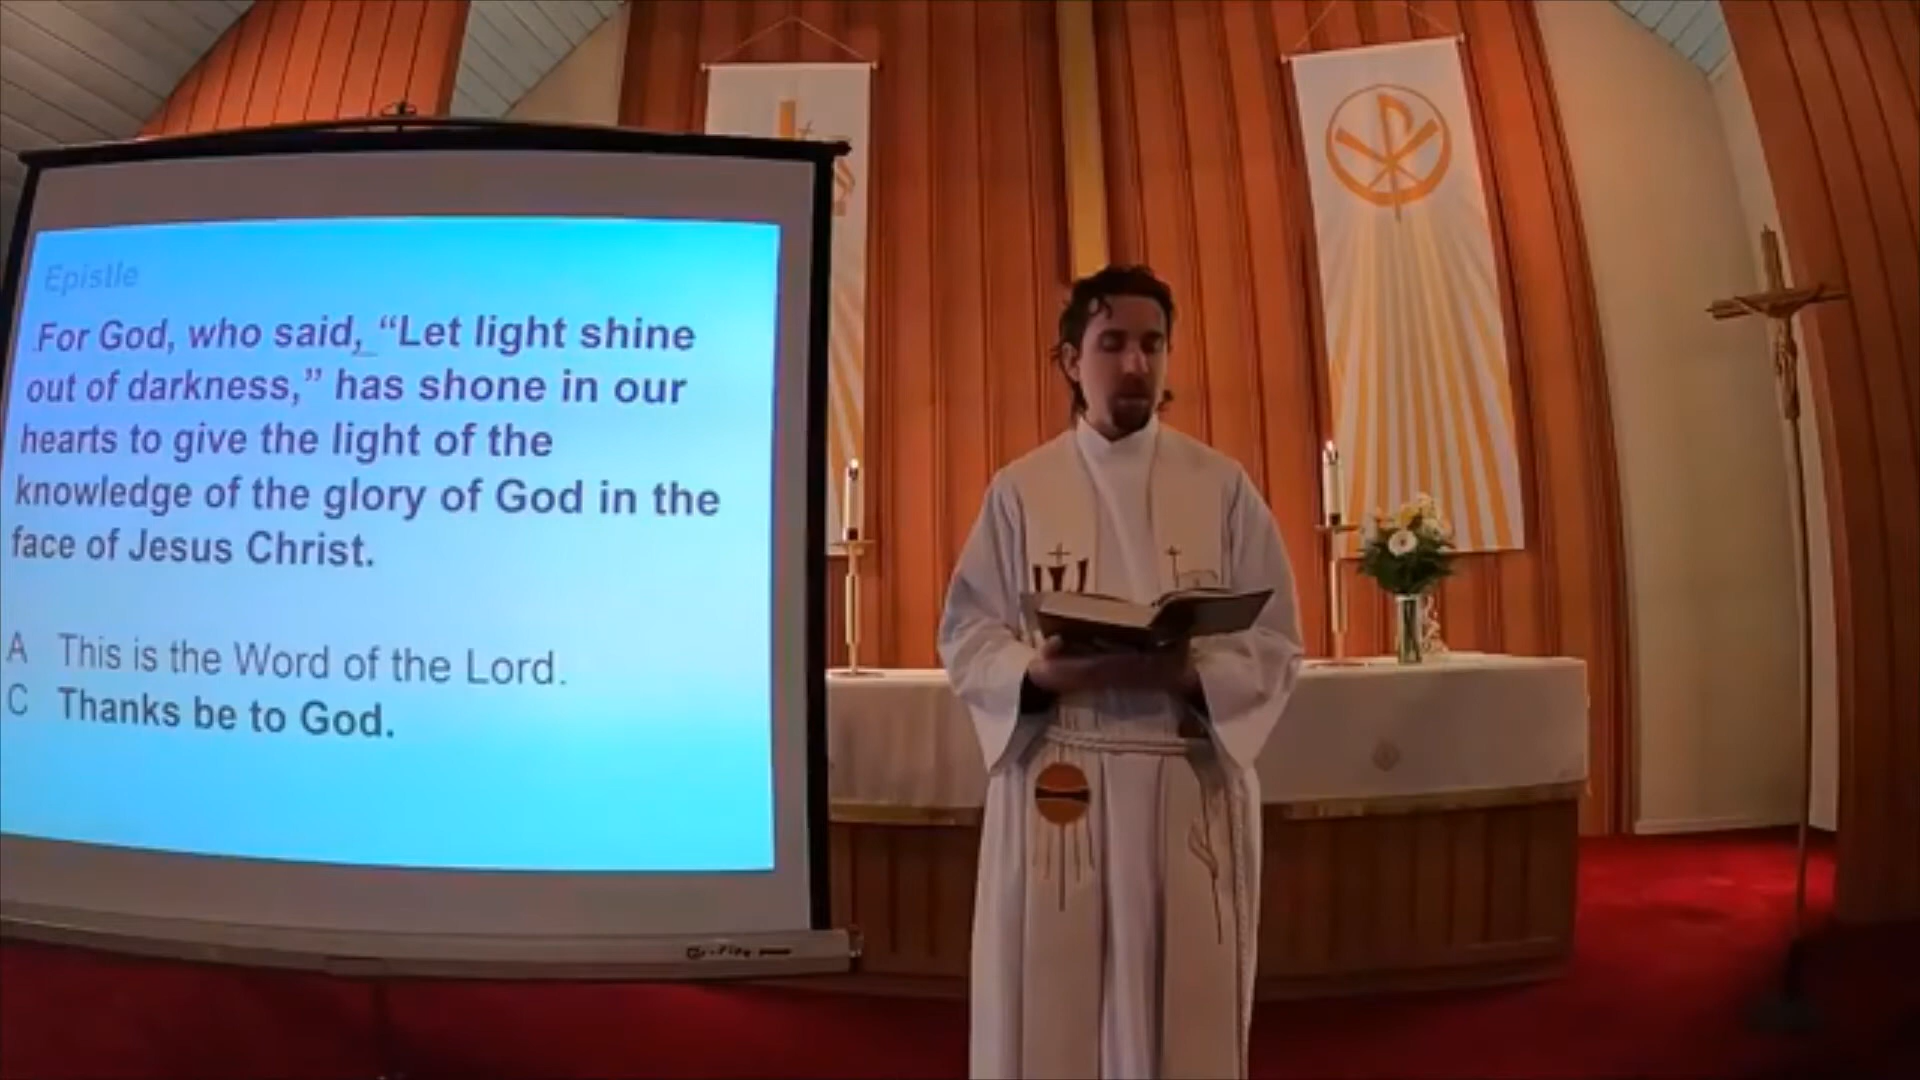 Epistle
For God, who said, “Let light shine
out of darkness,” has shone in our
hearts to give the light of the
knowledge of the glory of God in the
face of Jesus Christ.
A This is the Word of the Lord.
C Thanks be to God.